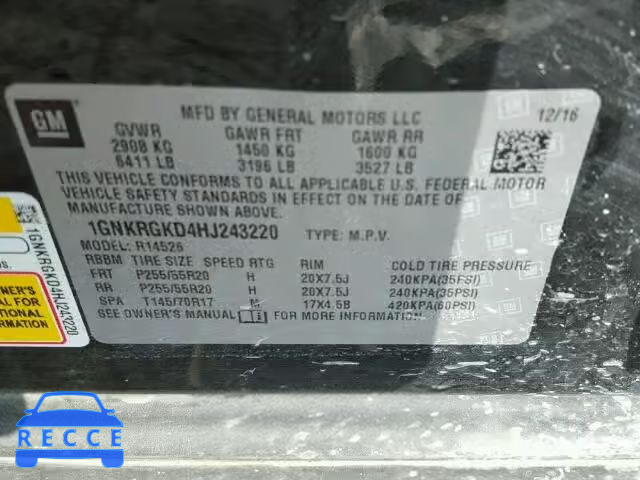 GM
MFD BY GENERAL MOTORS LLC
12/16
GVWR GAWR FRT GAWR RR
2908 KG 1450 KG 1600 KG
6411 LB 3196 LB 3527 LB
THIS VEHICLE CONFORMS TO ALL APPLICABLE U.S. FEDERAL MOTOR
VEHICLE SAFETY STANDARDS IN EFFECT ON THE DATE OF
MANUFACTURE SHOWN ABOVE.
1GNKRGKD4HJ243220 TYPE: M.P.V.
MODEL: R14526
RBBM TIRE SIZE SPEED RTG RIM COLD TIRE PRESSURE
FRT P255/55R20 H 20X7.5J 240KPA(35PSI)
RR P255/55R20 H 20X7.5J 240KPA(35PSI)
SPA T145/70R17 M 17X4.5B 420KPA(60PSI)
SEE OWNER'S MANUAL FOR MORE INFORMATION.
1GNKRGKD4HJ243220
RECCE